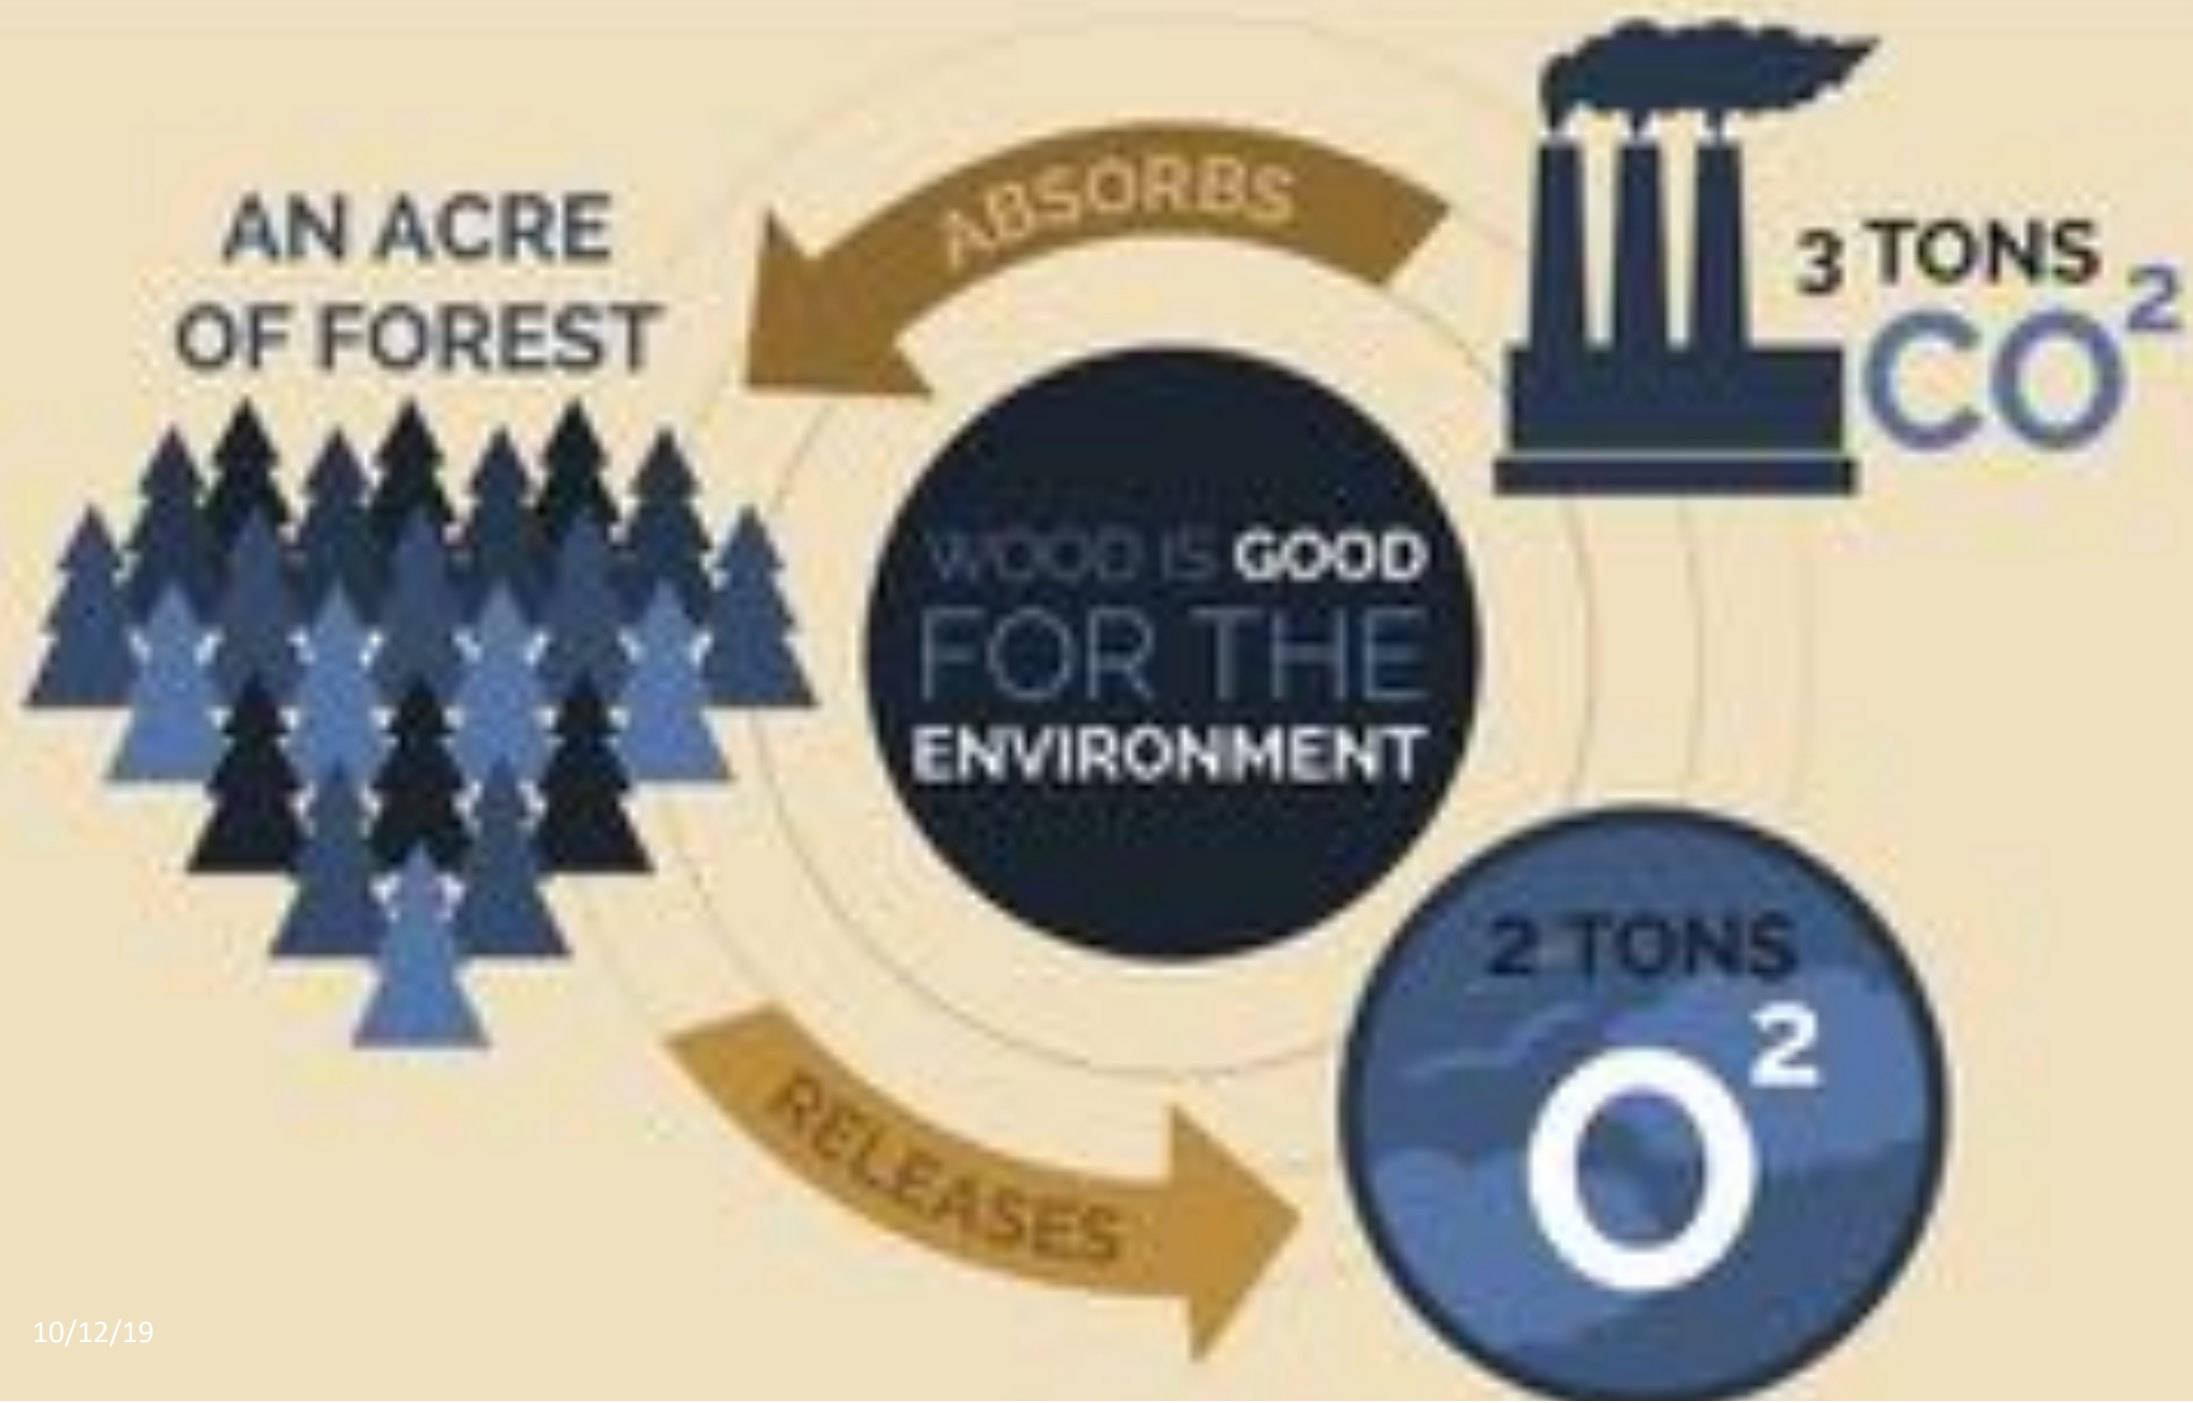 AN ACRE
OF FOREST
ABSORBS
3 TONS
CO²
WOOD IS GOOD
FOR THE
ENVIRONMENT
2 TONS
O²
RELEASES
10/12/19